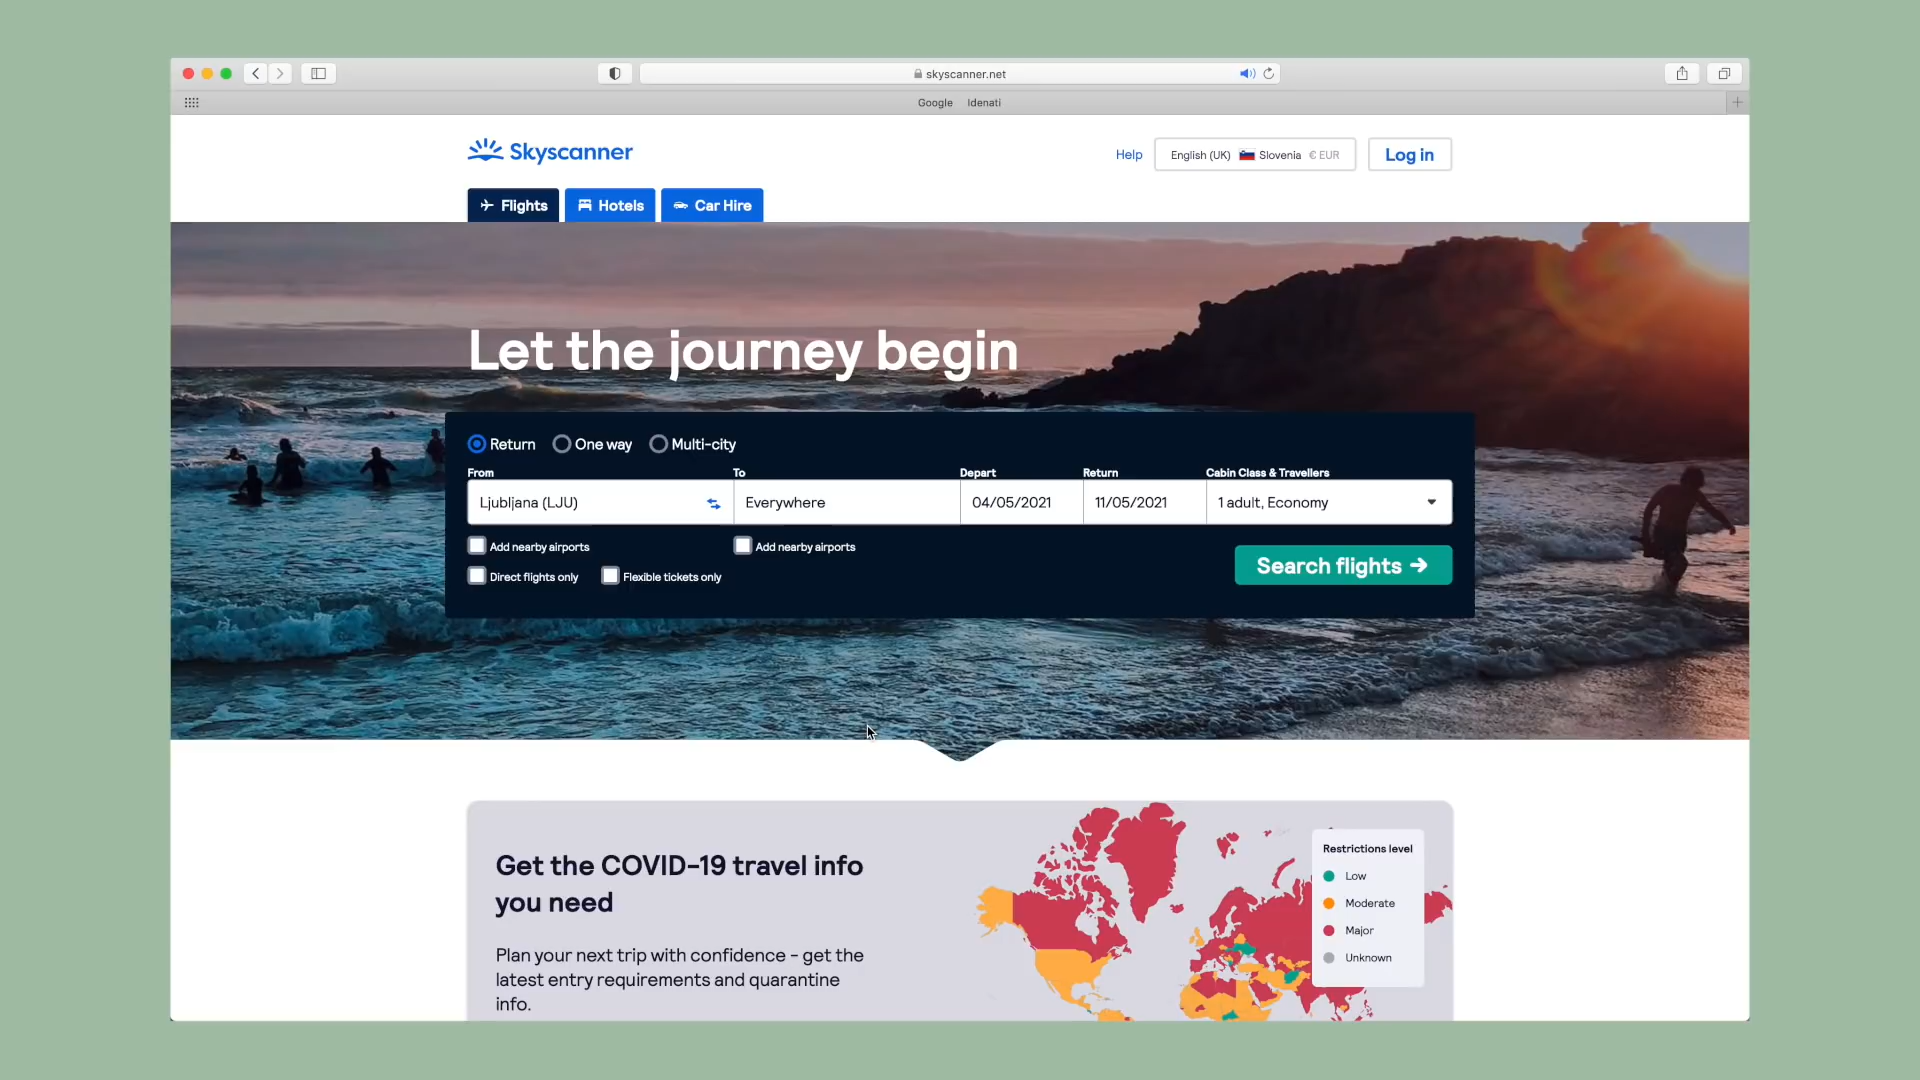 skyscanner.net
Google Idenati
Skyscanner
Help English (UK) Slovenia € EUR Log in
Flights Hotels Car Hire
Let the journey begin
Return One way Multi-city
From To Depart Return Cabin Class & Travellers
Ljubljana (LJU) Everywhere 04/05/2021 11/05/2021 1 adult, Economy
Add nearby airports Add nearby airports
Direct flights only Flexible tickets only
Search flights
Get the COVID-19 travel info
you need
Plan your next trip with confidence - get the
latest entry requirements and quarantine
info.
Restrictions level
Low
Moderate
Major
Unknown